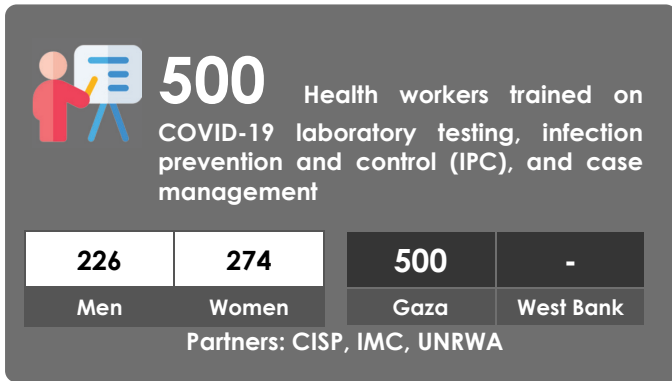 500 Health workers trained on
COVID-19 laboratory testing, infection
prevention and control (IPC), and case
management
226 274 500 -
Men Women Gaza West Bank
Partners: CISP, IMC, UNRWA